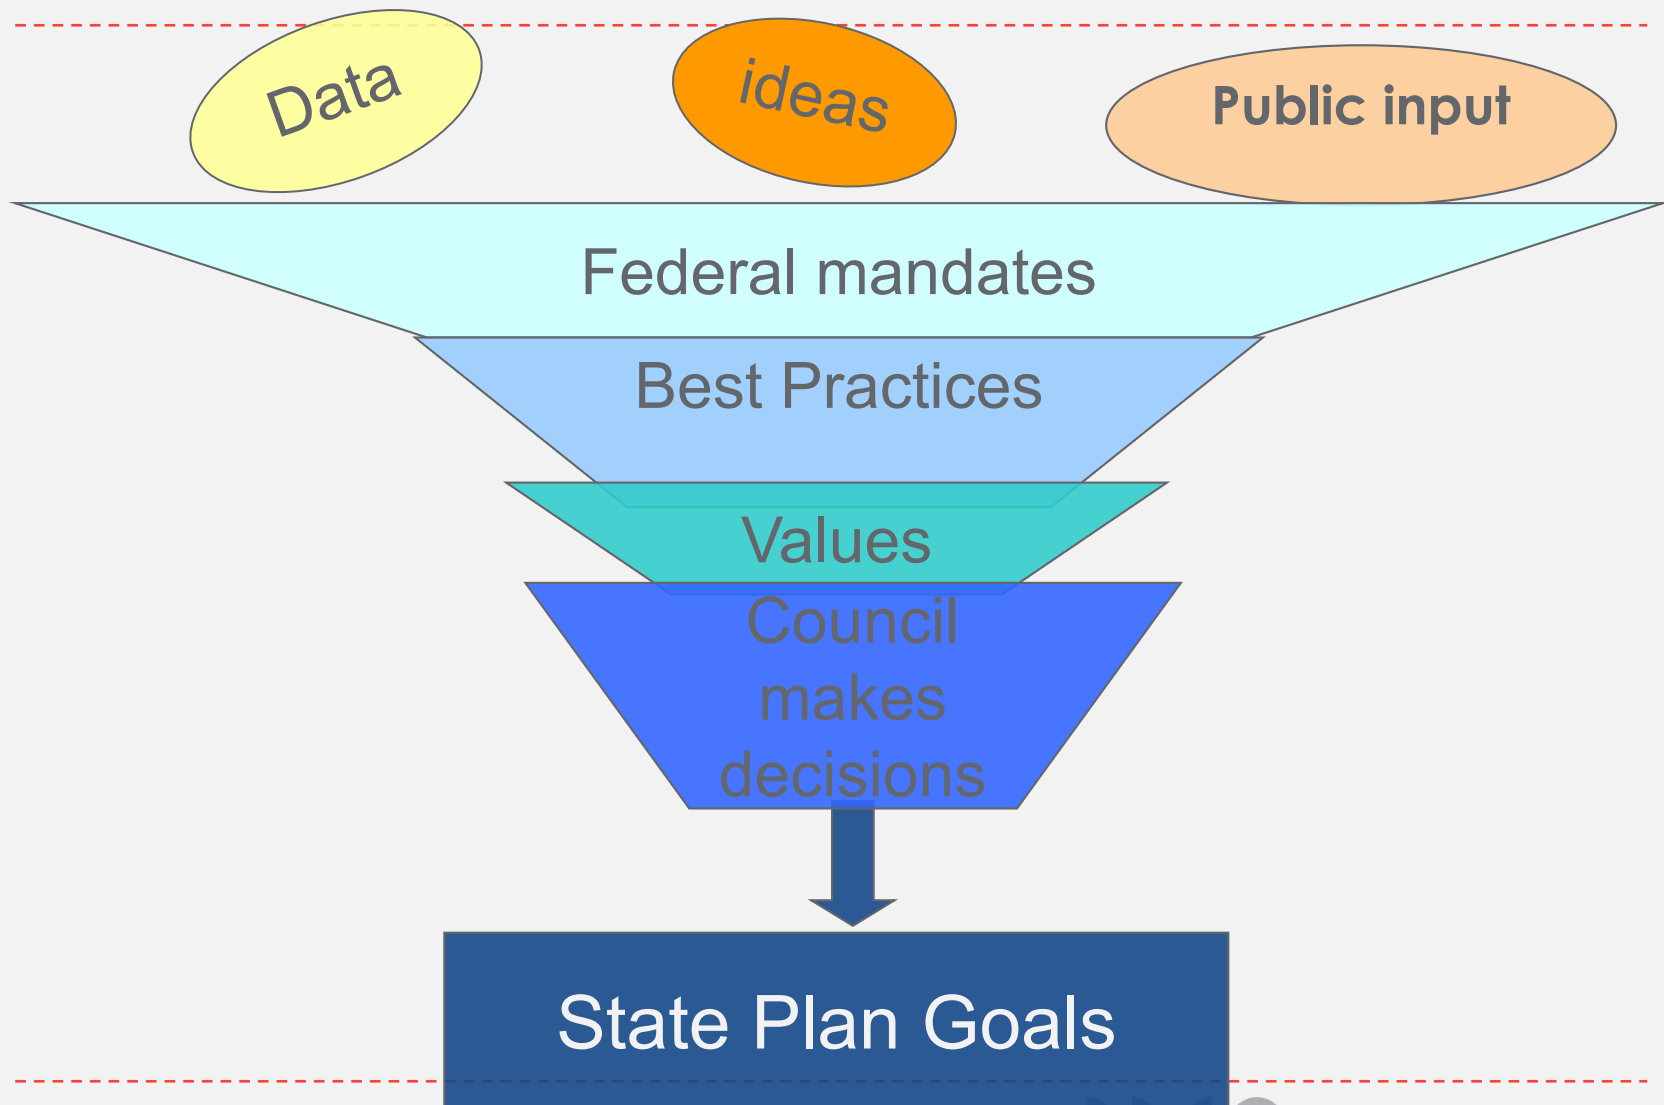 Data
ideas
Public input
Federal mandates
Best Practices
Values
Council
makes
decisions
State Plan Goals